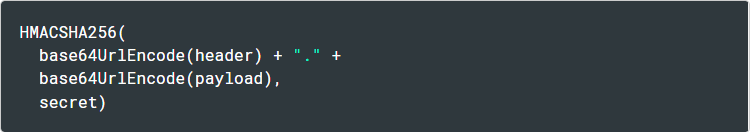 HMACSHA256(
base64UrlEncode(header) + "." +
base64UrlEncode(payload),
secret)